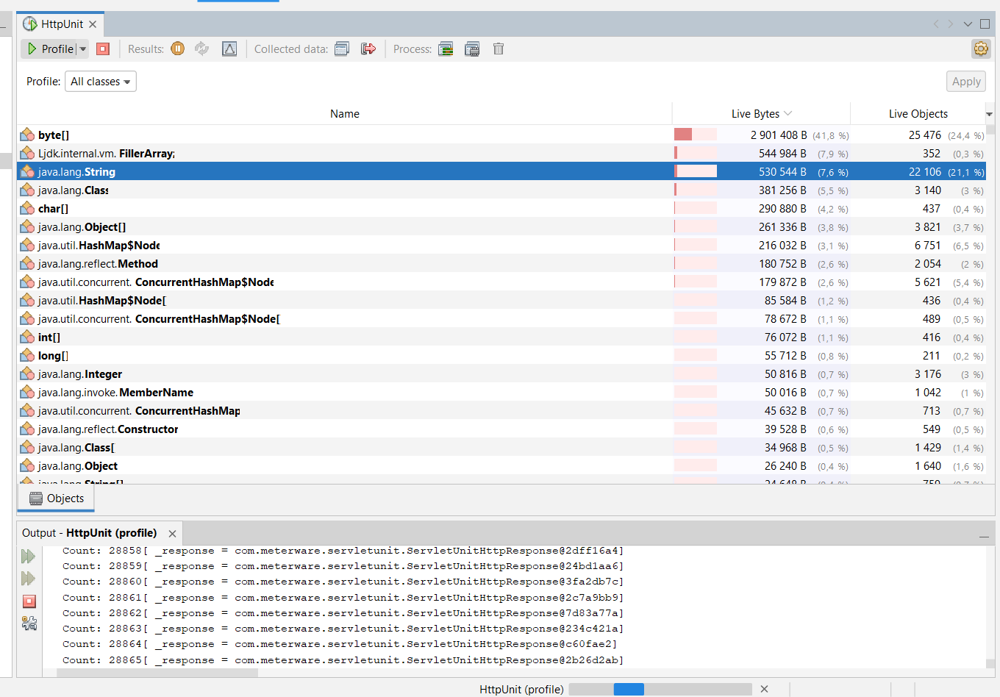 HttpUnit
Profile Results: Collected data: Process:
Profile: All classes Apply
Name Live Bytes Live Objects
byte[] 2 901 408 B (41,8 %) 25 476 (24,4 %)
Ljdk.internal.vm. FillerArray; 544 984 B (7,9 %) 352 (0,3 %)
java.lang.String 530 544 B (7,6 %) 22 106 (21,1 %)
java.lang.Class 381 256 B (5,5 %) 3 140 (3 %)
char[] 290 880 B (4,2 %) 437 (0,4 %)
java.lang.Object[] 261 336 B (3,8 %) 3 821 (3,7 %)
java.util.HashMap$Node 216 032 B (3,1 %) 6 751 (6,5 %)
java.lang.reflect.Method 180 752 B (2,6 %) 2 054 (2 %)
java.util.concurrent. ConcurrentHashMap$Node 179 872 B (2,6 %) 5 621 (5,4 %)
java.util.HashMap$Node[ 85 584 B (1,2 %) 436 (0,4 %)
java.util.concurrent. ConcurrentHashMap$Node[ 78 672 B (1,1 %) 489 (0,5 %)
int[] 76 072 B (1,1 %) 416 (0,4 %)
long[] 55 712 B (0,8 %) 211 (0,2 %)
java.lang.Integer 50 816 B (0,7 %) 3 176 (3 %)
java.lang.invoke.MemberName 50 016 B (0,7 %) 1 042 (1 %)
java.util.concurrent. ConcurrentHashMap 45 632 B (0,7 %) 713 (0,7 %)
java.lang.reflect.Constructor 39 528 B (0,6 %) 549 (0,5 %)
java.lang.Class[ 34 968 B (0,5 %) 1 429 (1,4 %)
java.lang.Object 26 240 B (0,4 %) 1 640 (1,6 %)
java.lang.String[] 24 648 B
Objects
Output - HttpUnit (profile)
Count: 28858[ _response = com.meterware.servletunit.ServletUnitHttpResponse@2dff16a4]
Count: 28859[ _response = com.meterware.servletunit.ServletUnitHttpResponse@24bd1aa6]
Count: 28860[ _response = com.meterware.servletunit.ServletUnitHttpResponse@3fa2db7c]
Count: 28861[ _response = com.meterware.servletunit.ServletUnitHttpResponse@2c7a9bb9]
Count: 28862[ _response = com.meterware.servletunit.ServletUnitHttpResponse@7d83a77a]
Count: 28863[ _response = com.meterware.servletunit.ServletUnitHttpResponse@234c421a]
Count: 28864[ _response = com.meterware.servletunit.ServletUnitHttpResponse@c60fae2]
Count: 28865[ _response = com.meterware.servletunit.ServletUnitHttpResponse@2b26d2ab]
HttpUnit (profile)